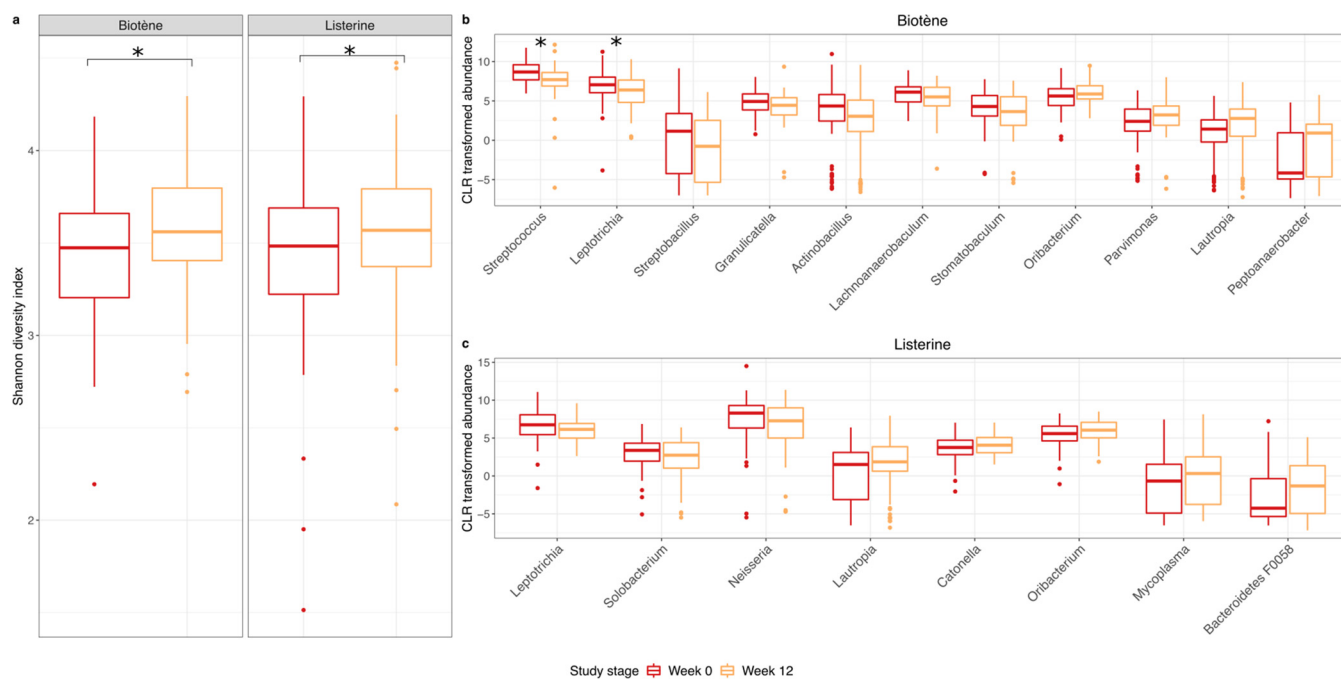 a
Biotène
Listerine
*
*
Shannon diversity index
4
3
2
b
Biotène
*
*
CLR transformed abundance
10
5
0
−5
Streptococcus
Leptotrichia
Streptobacillus
Granulicatella
Actinobacillus
Lachnoanaerobaculum
Stomatobaculum
Oribacterium
Parvimonas
Lautropia
Peptoanaerobacter
c
Listerine
CLR transformed abundance
15
10
5
0
−5
Leptotrichia
Solobacterium
Neisseria
Lautropia
Catonella
Oribacterium
Mycoplasma
Bacteroidetes F0058
Study stage Week 0 Week 12